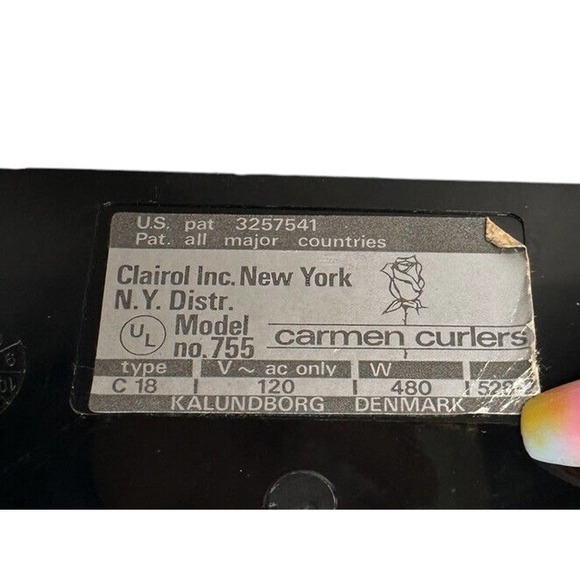 U.S. pat 3257541
Pat. all major countries
Clairol Inc. New York
N.Y. Distr.
UL Model
no. 755
carmen curlers
type V ~ ac only W
C 18 120 480
KALUNDBORG DENMARK